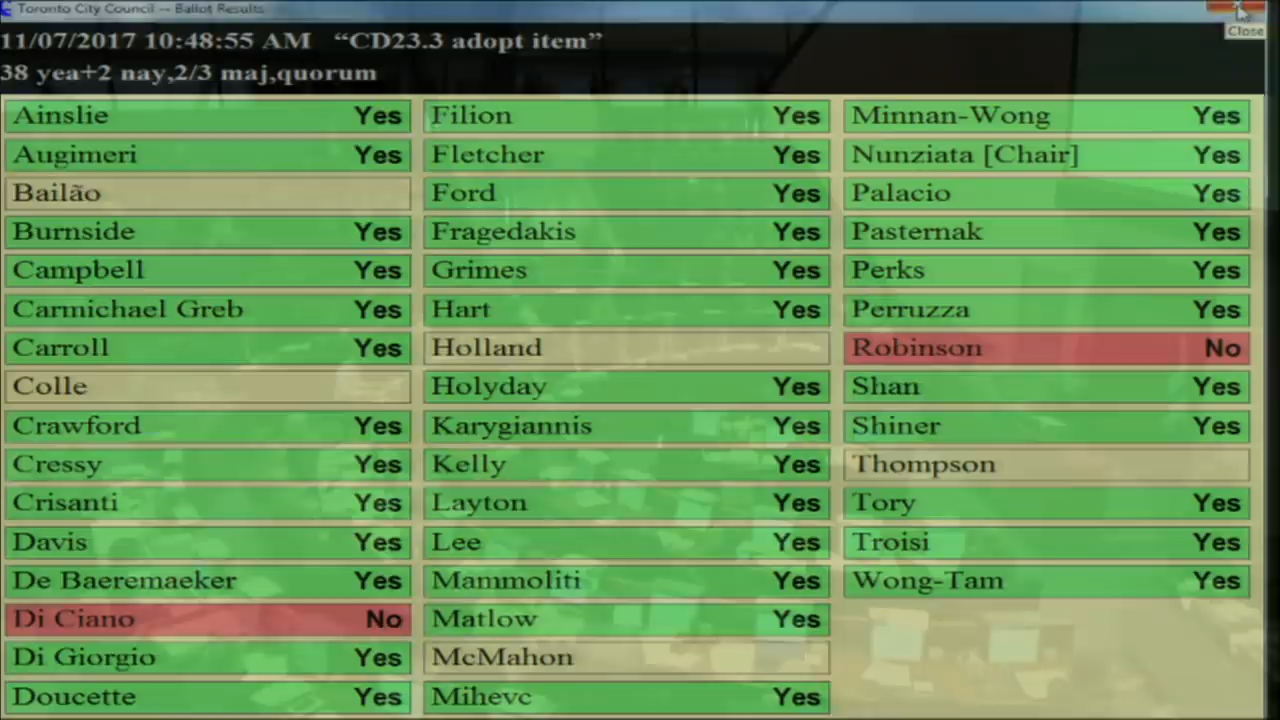 Toronto City Council -- Ballot Results
Close
11/07/2017 10:48:55 AM “CD23.3 adopt item”
38 yea+2 nay,2/3 maj,quorum
Ainslie Yes
Augimeri Yes
Bailão
Burnside Yes
Campbell Yes
Carmichael Greb Yes
Carroll Yes
Colle
Crawford Yes
Cressy Yes
Crisanti Yes
Davis Yes
De Baeremaeker Yes
Di Ciano No
Di Giorgio Yes
Doucette Yes
Filion Yes
Fletcher Yes
Ford Yes
Fragedakis Yes
Grimes Yes
Hart Yes
Holland
Holyday Yes
Karygiannis Yes
Kelly Yes
Layton Yes
Lee Yes
Mammoliti Yes
Matlow Yes
McMahon
Mihevc Yes
Minnan-Wong Yes
Nunziata [Chair] Yes
Palacio Yes
Pasternak Yes
Perks Yes
Perruzza Yes
Robinson No
Shan Yes
Shiner Yes
Thompson
Tory Yes
Troisi Yes
Wong-Tam Yes